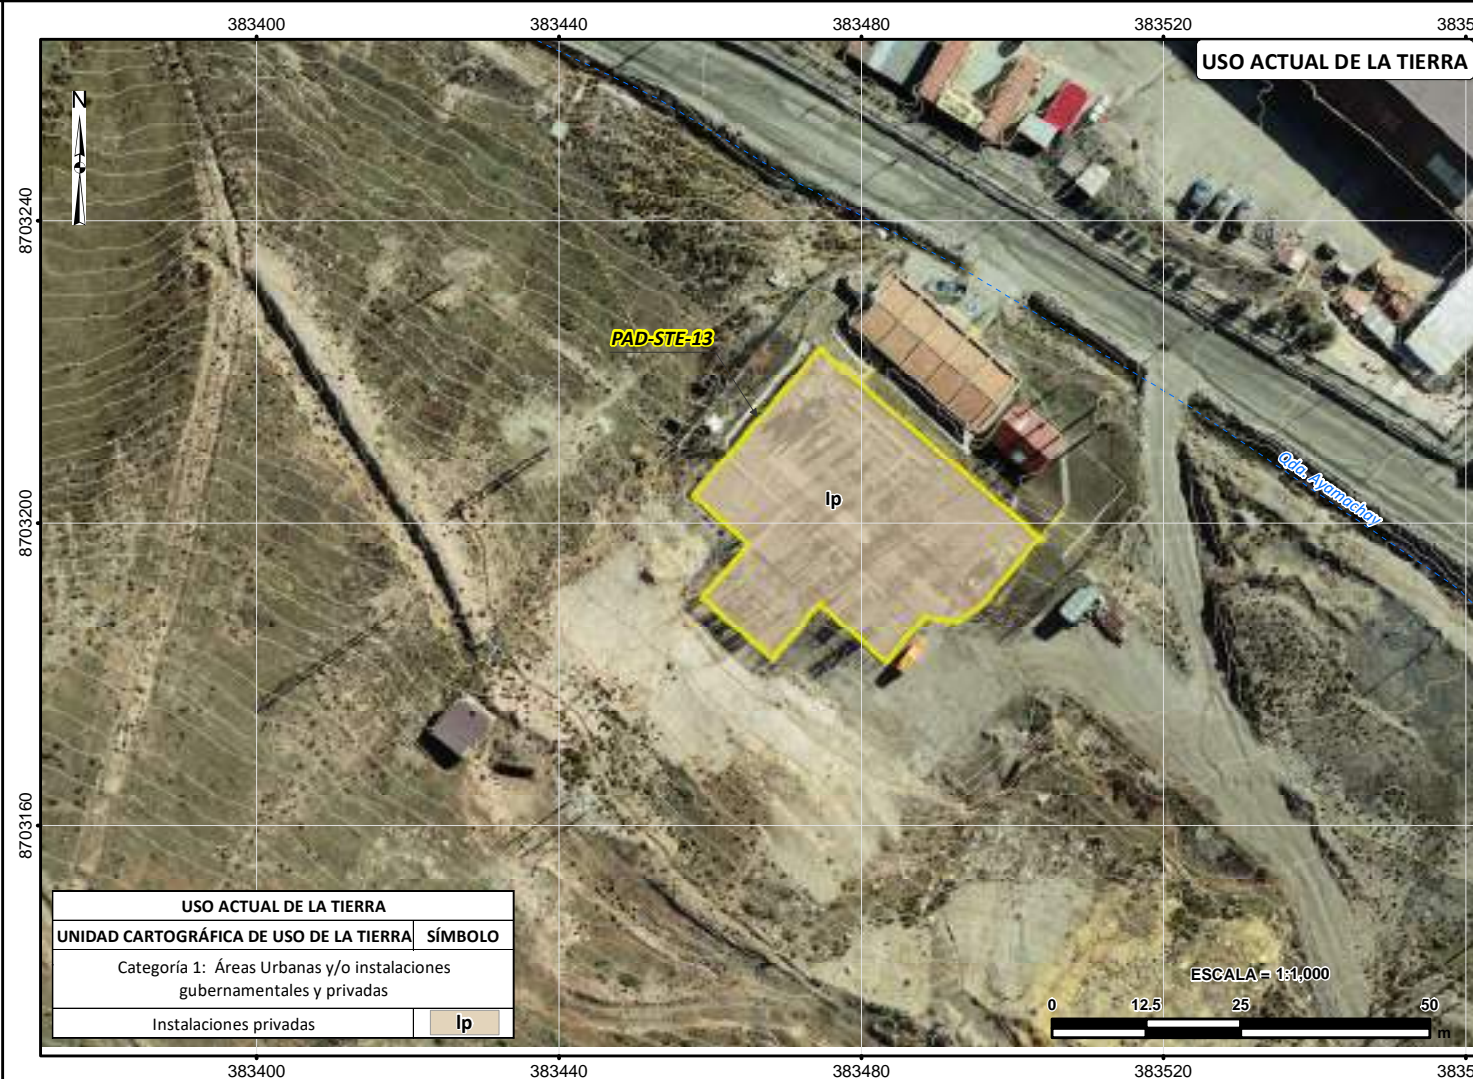 383400 383440 383480 383520 3835
USO ACTUAL DE LA TIERRA
N
8703240
PAD-STE-13
Ip
8703200
Qda. Ayamachay
8703160
USO ACTUAL DE LA TIERRA
UNIDAD CARTOGRÁFICA DE USO DE LA TIERRA SÍMBOLO
Categoría 1: Áreas Urbanas y/o instalaciones
gubernamentales y privadas
Instalaciones privadas Ip
ESCALA = 1:1,000
0 12.5 25 50
m
383400 383440 383480 383520 3835